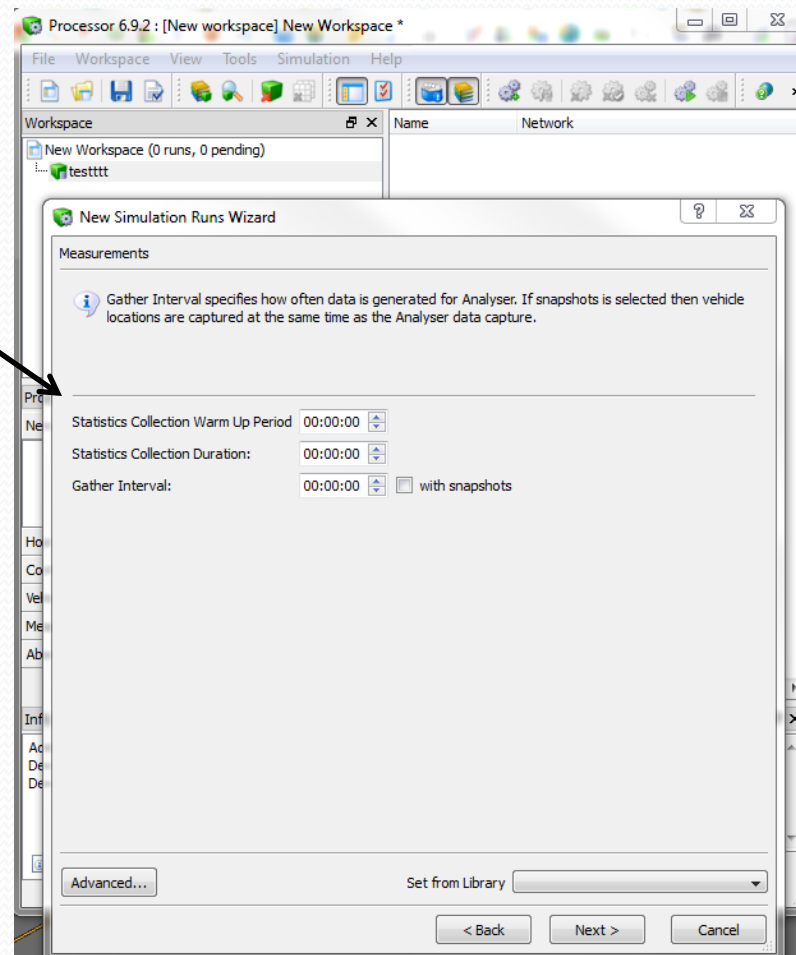 Processor 6.9.2 : [New workspace] New Workspace *
File Workspace View Tools Simulation Help
Workspace
Name Network
New Workspace (0 runs, 0 pending)
testttt
New Simulation Runs Wizard
Measurements
Gather Interval specifies how often data is generated for Analyser. If snapshots is selected then vehicle
locations are captured at the same time as the Analyser data capture.
Statistics Collection Warm Up Period 00:00:00
Statistics Collection Duration: 00:00:00
Gather Interval: 00:00:00 with snapshots
Advanced... Set from Library
< Back Next > Cancel